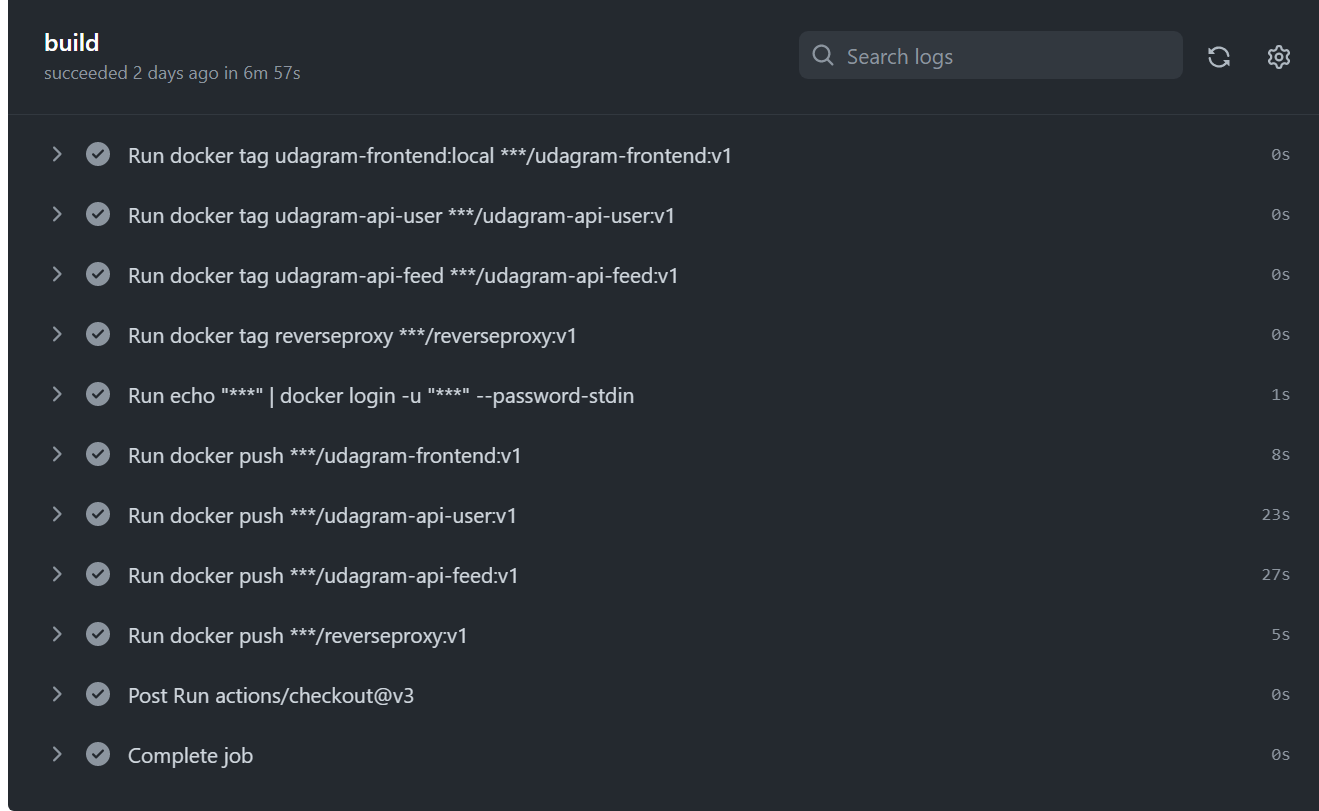 build
succeeded 2 days ago in 6m 57s
Search logs
Run docker tag udagram-frontend:local ***/udagram-frontend:v1 0s
Run docker tag udagram-api-user ***/udagram-api-user:v1 0s
Run docker tag udagram-api-feed ***/udagram-api-feed:v1 0s
Run docker tag reverseproxy ***/reverseproxy:v1 0s
Run echo "***" | docker login -u "***" --password-stdin 1s
Run docker push ***/udagram-frontend:v1 8s
Run docker push ***/udagram-api-user:v1 23s
Run docker push ***/udagram-api-feed:v1 27s
Run docker push ***/reverseproxy:v1 5s
Post Run actions/checkout@v3 0s
Complete job 0s